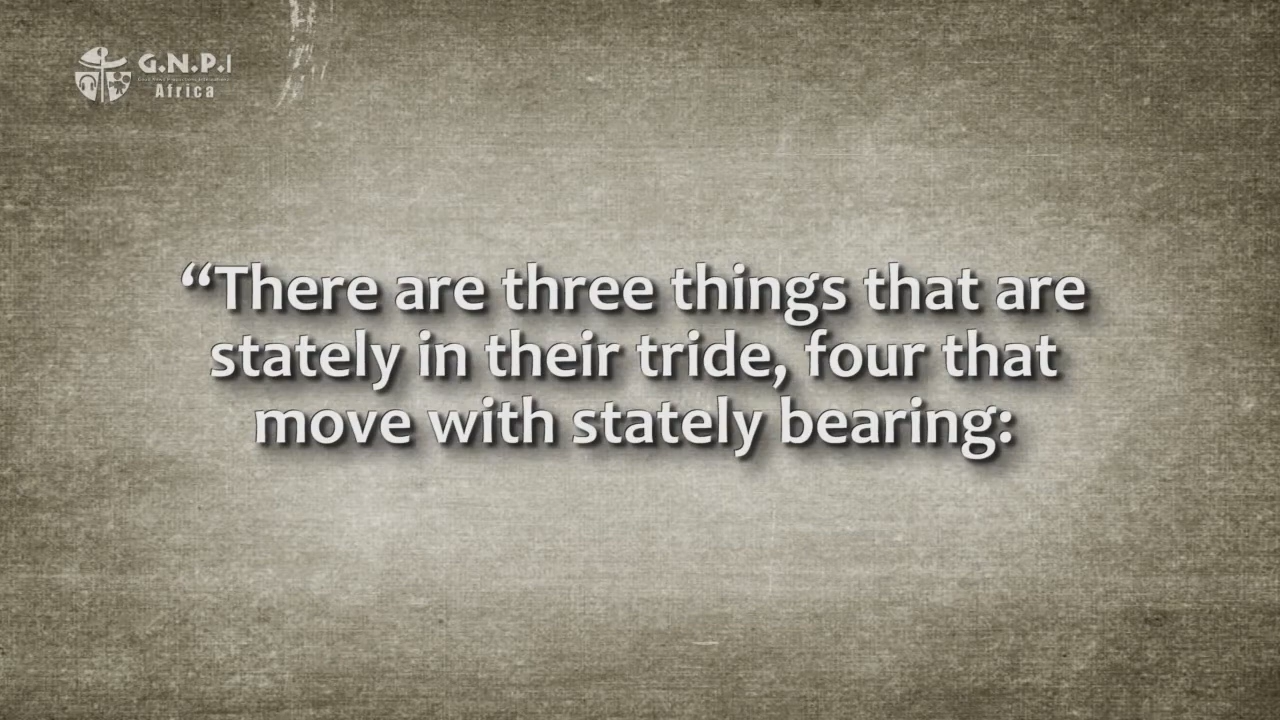 G.N.P.I
Africa
“There are three things that are
stately in their tride, four that
move with stately bearing: